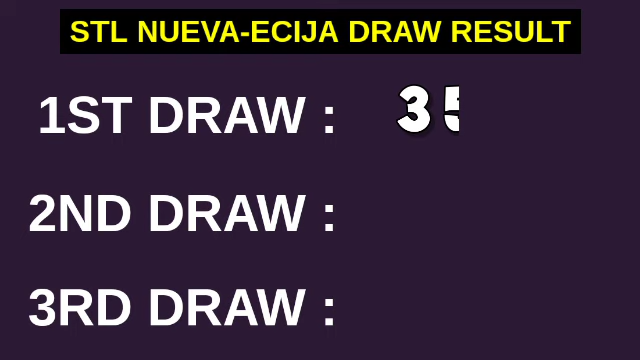 STL NUEVA-ECIJA DRAW RESULT
1ST DRAW : 3
2ND DRAW :
3RD DRAW :